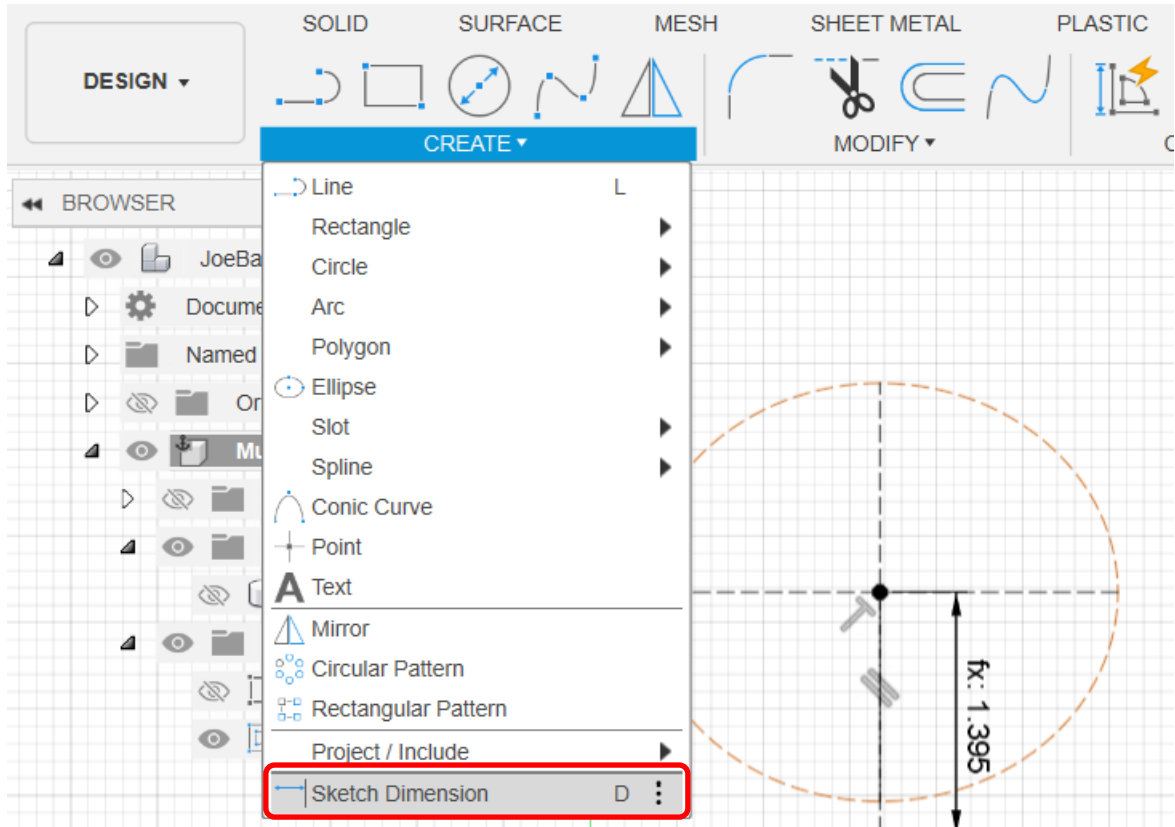 SOLID SURFACE MESH SHEET METAL PLASTIC
DESIGN
CREATE MODIFY
BROWSER
Line L
Rectangle
Circle
Arc
Polygon
Ellipse
Slot
Spline
Conic Curve
Point
Text
Mirror
Circular Pattern
Rectangular Pattern
Project / Include
Sketch Dimension D
JoeBa
Docume
Named
Or
Mu
fx: 1.395